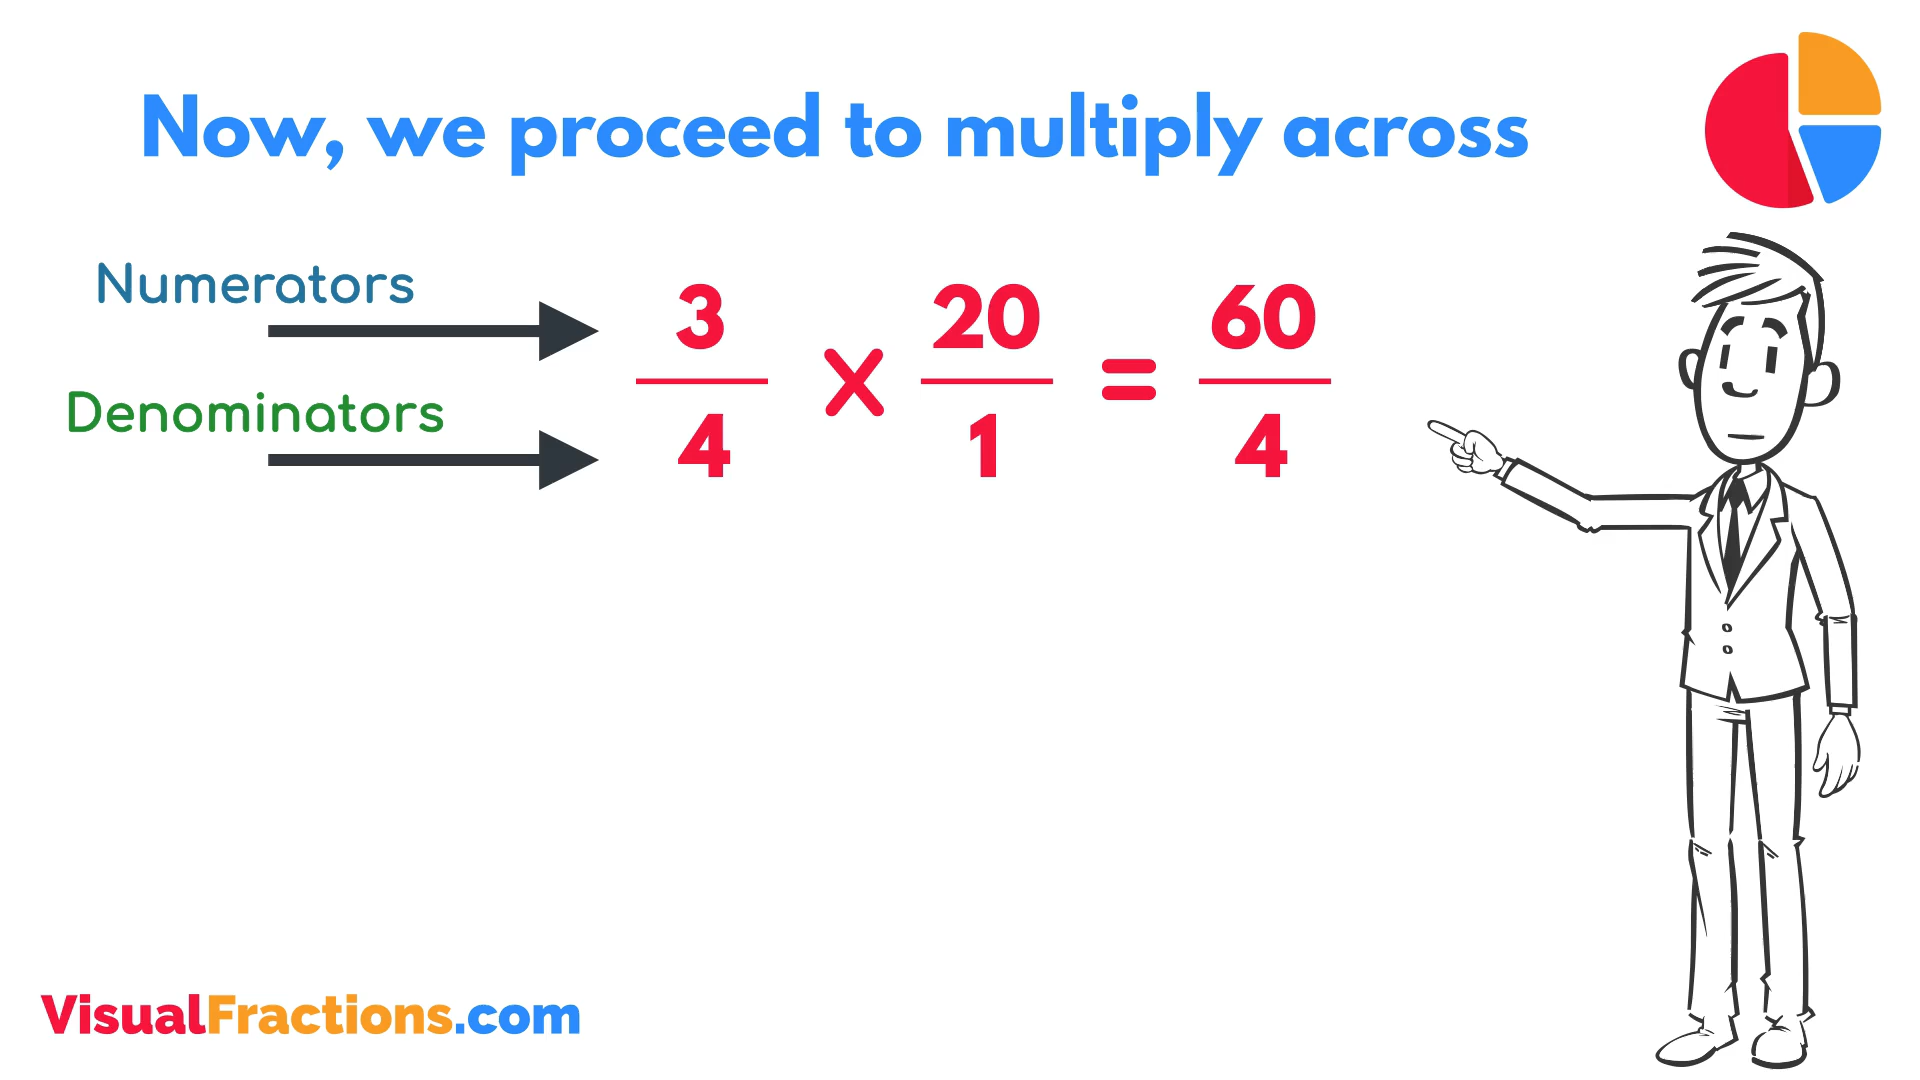 Now, we proceed to multiply across
Numerators
Denominators
3/4 x 20/1 = 60/4
VisualFractions.com